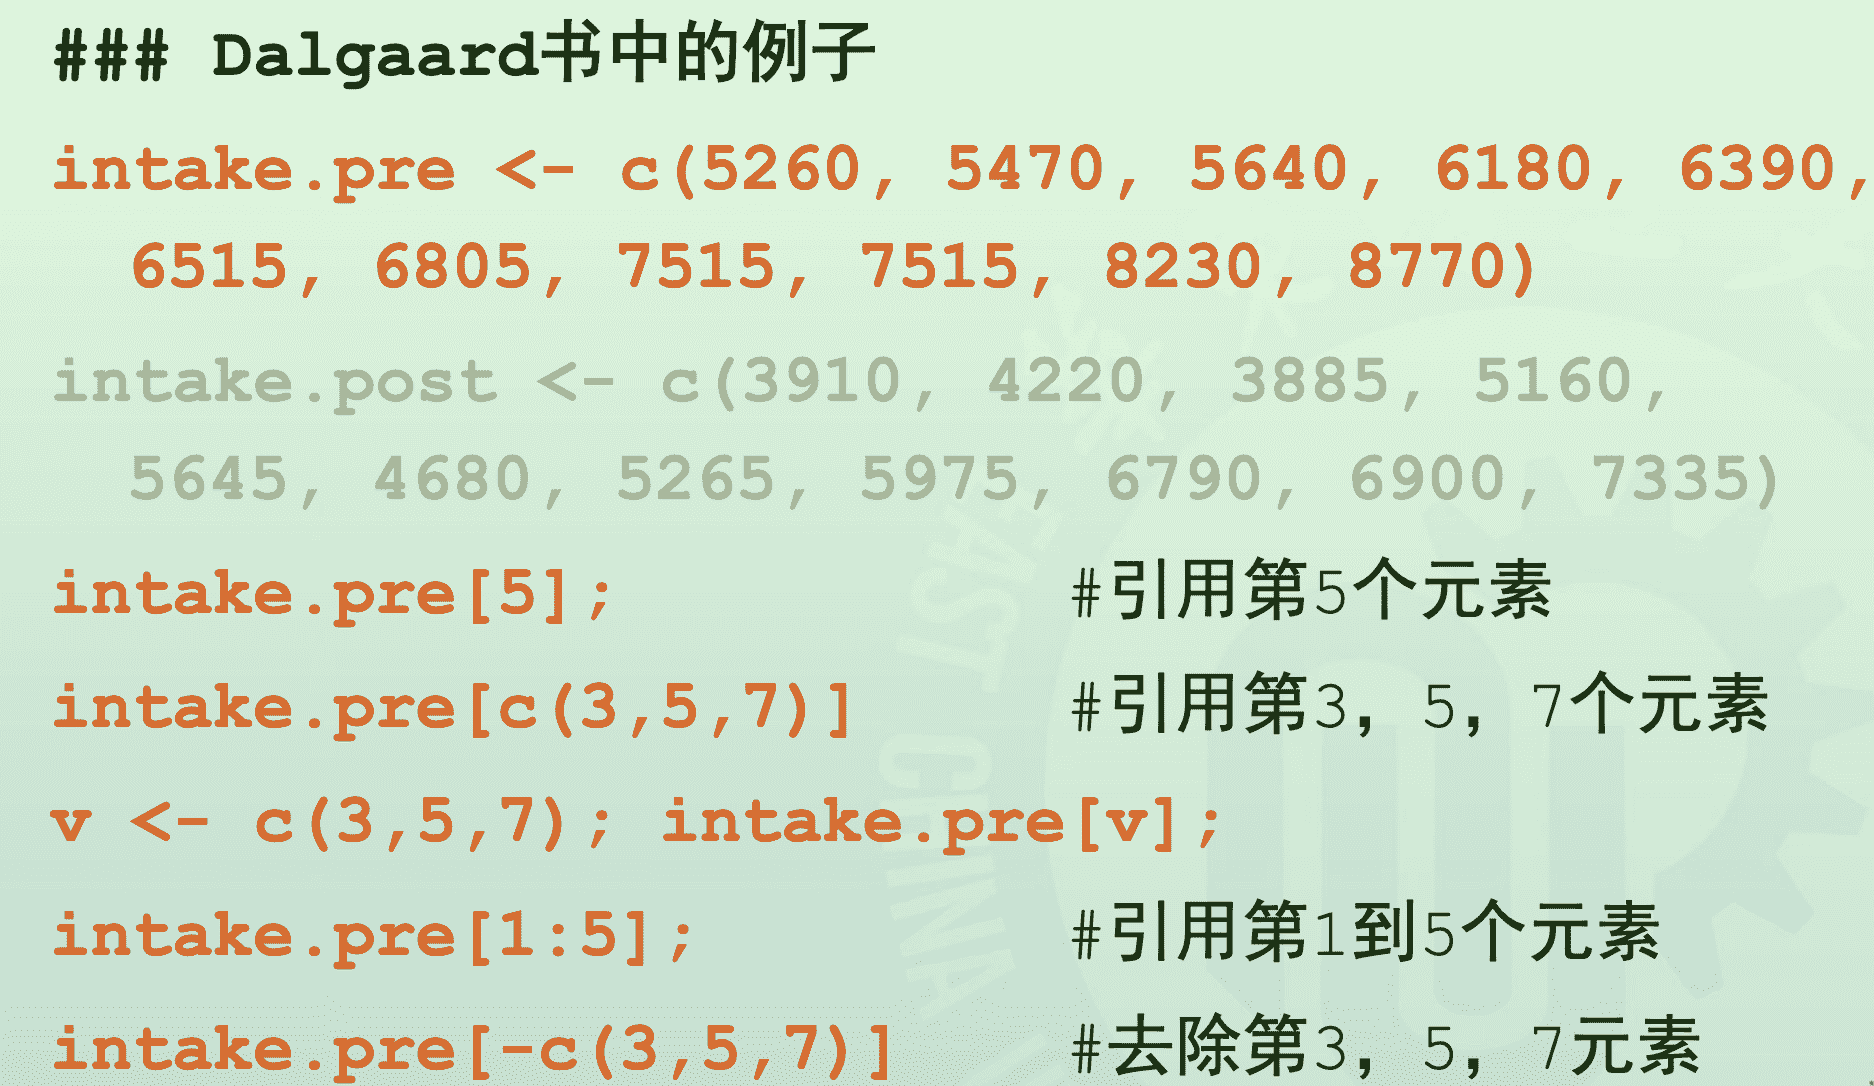 ### Dalgaard书中的例子
intake.pre <- c(5260, 5470, 5640, 6180, 6390,
6515, 6805, 7515, 7515, 8230, 8770)
intake.post <- c(3910, 4220, 3885, 5160,
5645, 4680, 5265, 5975, 6790, 6900, 7335)
intake.pre[5]; #引用第5个元素
intake.pre[c(3,5,7)] #引用第3，5，7个元素
v <- c(3,5,7); intake.pre[v];
intake.pre[1:5]; #引用第1到5个元素
intake.pre[-c(3,5,7)] #去除第3，5，7元素
EAST CHINA